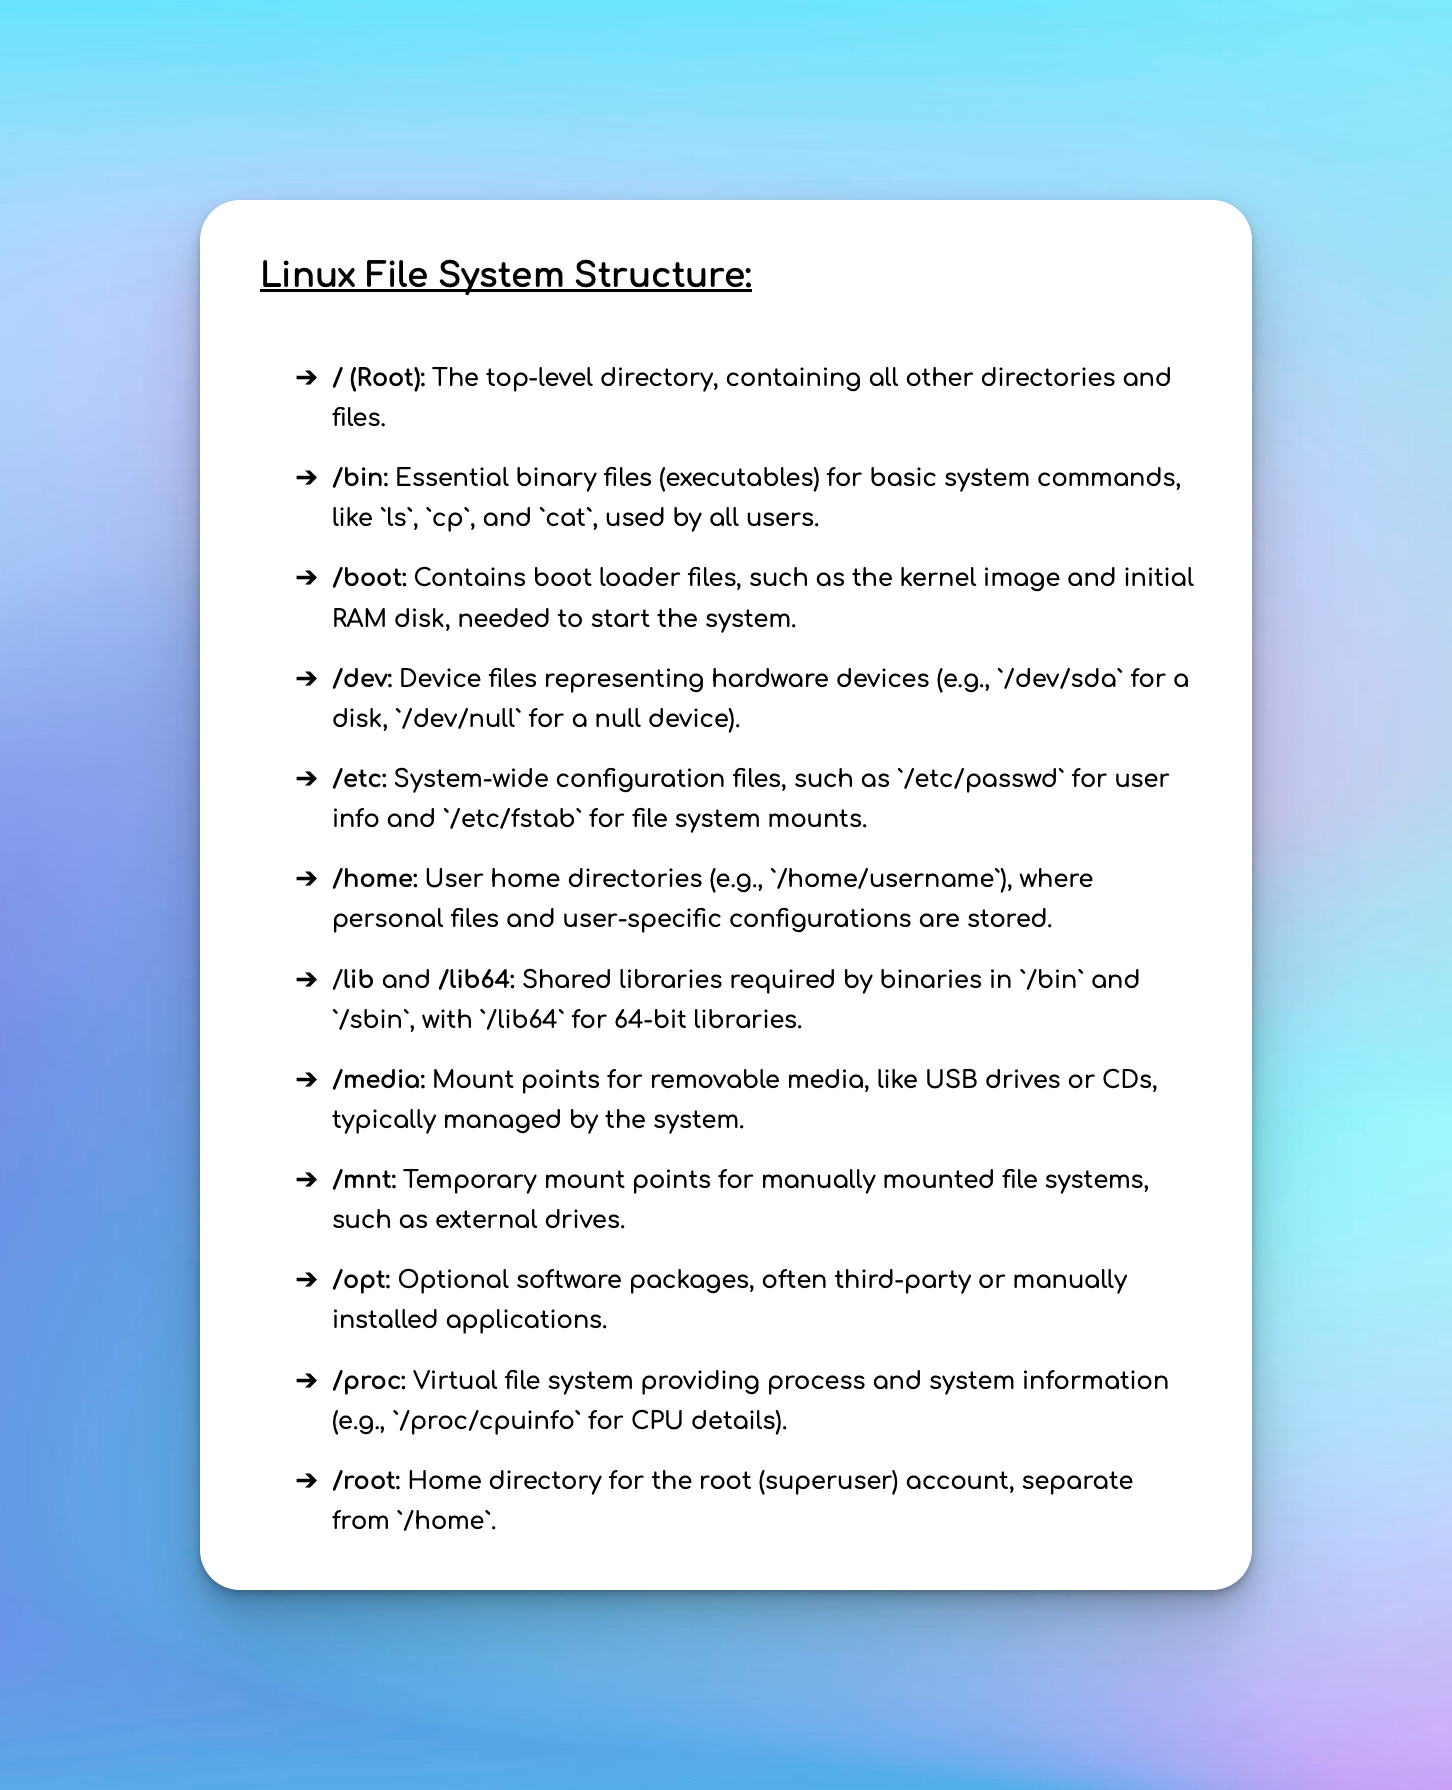 Linux File System Structure:
➔ / (Root): The top-level directory, containing all other directories and
files.
➔ /bin: Essential binary files (executables) for basic system commands,
like `ls`, `cp`, and `cat`, used by all users.
➔ /boot: Contains boot loader files, such as the kernel image and initial
RAM disk, needed to start the system.
➔ /dev: Device files representing hardware devices (e.g., `/dev/sda` for a
disk, `/dev/null` for a null device).
➔ /etc: System-wide configuration files, such as `/etc/passwd` for user
info and `/etc/fstab` for file system mounts.
➔ /home: User home directories (e.g., `/home/username`), where
personal files and user-specific configurations are stored.
➔ /lib and /lib64: Shared libraries required by binaries in `/bin` and
`/sbin`, with `/lib64` for 64-bit libraries.
➔ /media: Mount points for removable media, like USB drives or CDs,
typically managed by the system.
➔ /mnt: Temporary mount points for manually mounted file systems,
such as external drives.
➔ /opt: Optional software packages, often third-party or manually
installed applications.
➔ /proc: Virtual file system providing process and system information
(e.g., `/proc/cpuinfo` for CPU details).
➔ /root: Home directory for the root (superuser) account, separate
from `/home`.